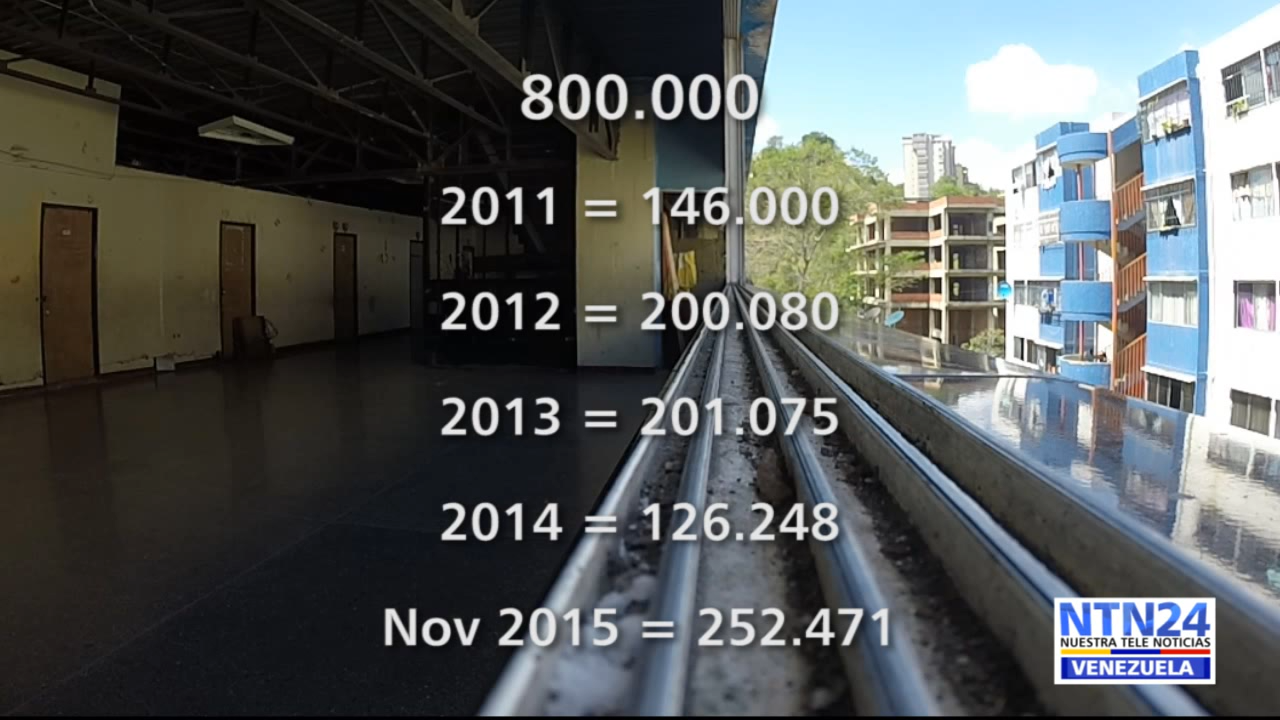 800.000
2011 = 146.000
2012 = 200.080
2013 = 201.075
2014 = 126.248
Nov 2015 = 252.471
NTN24
NUESTRA TELE NOTICIAS
VENEZUELA